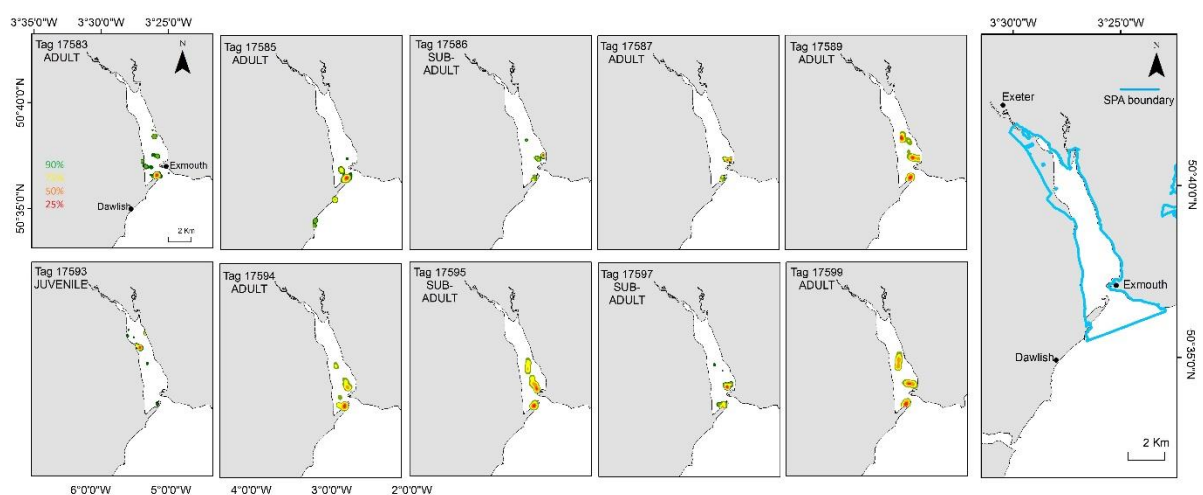 3°35'0"W 3°30'0"W 3°25'0"W
3°30'0"W 3°25'0"W
Tag 17583
ADULT
N
Tag 17585
ADULT
Tag 17586
SUB-
ADULT
Tag 17587
ADULT
Tag 17589
ADULT
N
50°40'0"N
50°35'0"N
90%
75%
50%
25%
Exmouth
Dawlish
2 Km
Exeter
SPA boundary
Exmouth
Dawlish
50°40'0"N
50°35'0"N
2 Km
Tag 17593
JUVENILE
Tag 17594
ADULT
Tag 17595
SUB-
ADULT
Tag 17597
SUB-
ADULT
Tag 17599
ADULT
6°0'0"W 5°0'0"W 4°0'0"W 3°0'0"W 2°0'0"W